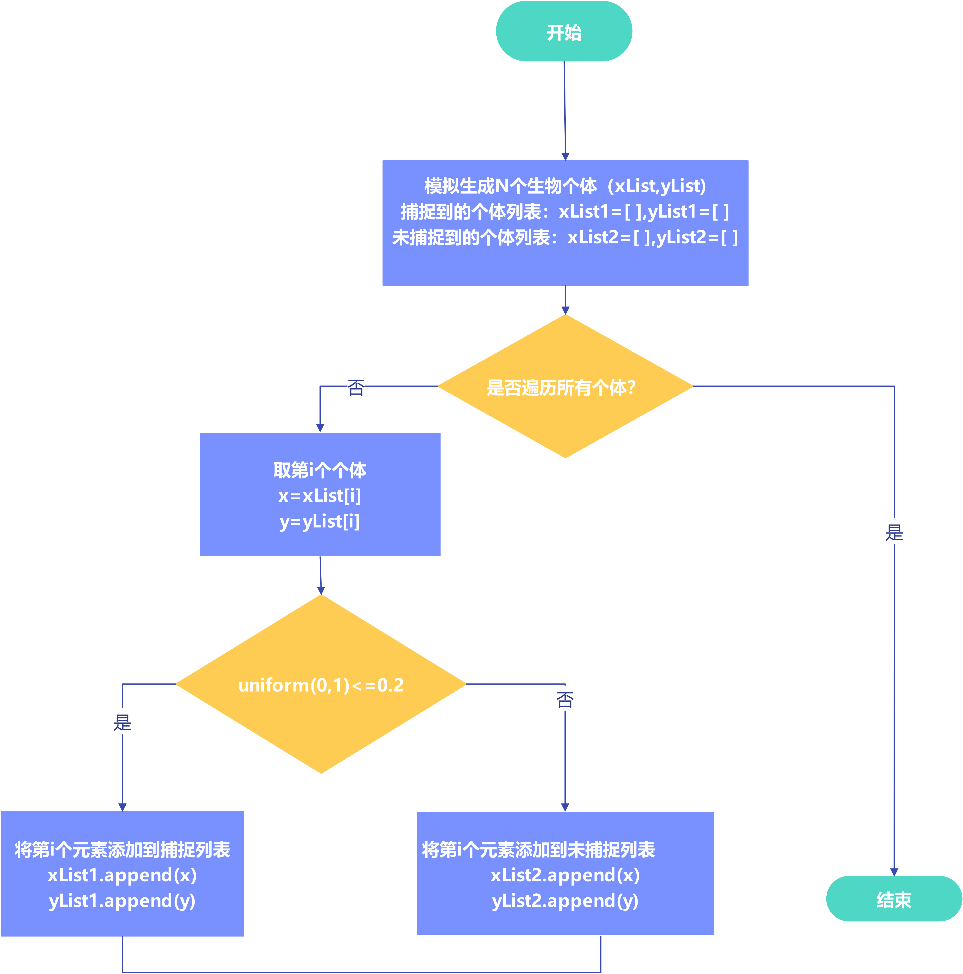 开始
模拟生成N个生物个体（xList,yList)
捕捉到的个体列表：xList1=[ ],yList1=[ ]
未捕捉到的个体列表：xList2=[ ],yList2=[ ]
是否遍历所有个体？
否
取第i个个体
x=xList[i]
y=yList[i]
是
uniform(0,1)<=0.2
否
是
将第i个元素添加到捕捉列表
xList1.append(x)
yList1.append(y)
将第i个元素添加到未捕捉列表
xList2.append(x)
yList2.append(y)
结束